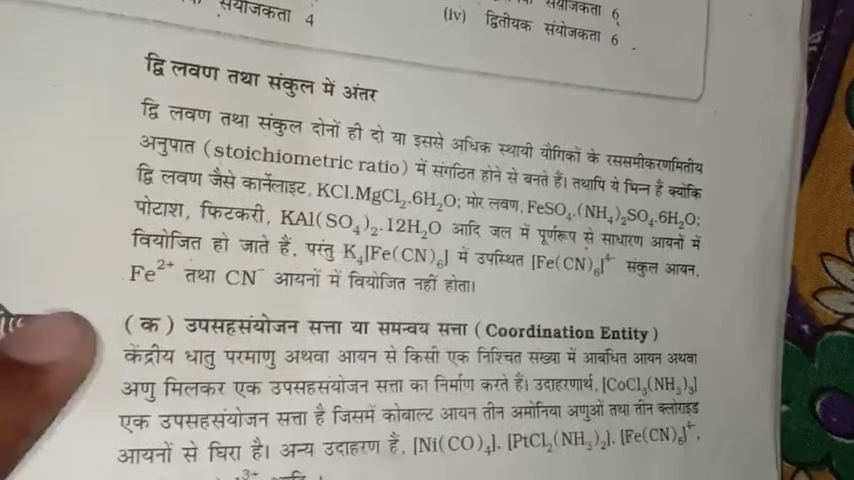 संयोजकता 4
संयोजकता 6
(iv) द्वितीयक संयोजकता 6
द्वि लवण तथा संकुल में अंतर
द्वि लवण तथा संकुल दोनों ही दो या इससे अधिक स्थायी यौगिकों के रससमीकरणमितीय
अनुपात (stoichiometric ratio) में संगठित होने से बनते हैं। तथापि ये भिन्न हैं क्योंकि
द्वि लवण जैसे कार्नेलाइट, KCl.MgCl₂.6H₂O; मोर लवण, FeSO₄.(NH₄)₂SO₄.6H₂O;
पोटाश, फिटकरी, KAl(SO₄)₂.12H₂O आदि जल में पूर्णरूप से साधारण आयनों में
वियोजित हो जाते हैं, परंतु K₄[Fe(CN)₆] में उपस्थित [Fe(CN)₆]⁴⁻ संकुल आयन,
Fe²⁺ तथा CN⁻ आयनों में वियोजित नहीं होता।
(क) उपसहसंयोजन सत्ता या समन्वय सत्ता (Coordination Entity)
केंद्रीय धातु परमाणु अथवा आयन से किसी एक निश्चित संख्या में आबंधित आयन अथवा
अणु मिलकर एक उपसहसंयोजन सत्ता का निर्माण करते हैं। उदाहरणार्थ, [CoCl₃(NH₃)₃]
एक उपसहसंयोजन सत्ता है जिसमें कोबाल्ट आयन तीन अमोनिया अणुओं तथा तीन क्लोराइड
आयनों से घिरा है। अन्य उदाहरण हैं, [Ni(CO)₄], [PtCl₂(NH₃)₂], [Fe(CN)₆]⁴⁻,
3+